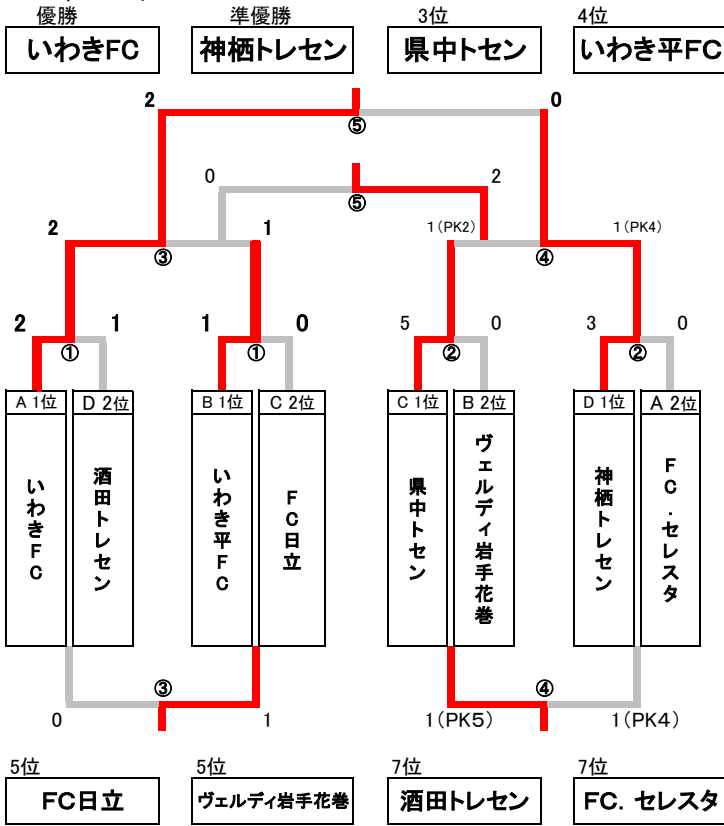 優勝 準優勝 3位 4位
いわきFC 神栖トレセン 県中トセン いわき平FC
2 0
⑤
0 2
⑤
2 1 1(PK2) 1(PK4)
③ ④
2 1 1 0 5 0 3 0
① ① ② ②
A 1位 D 2位 B 1位 C 2位 C 1位 B 2位 D 1位 A 2位
いわきFC
酒田トレセン
いわき平FC
FC日立
県中トセン
ヴェルディ岩手花巻
神栖トレセン
FC.セレスタ
③ ④
0 1 1(PK5) 1(PK4)
5位 5位 7位 7位
FC日立 ヴェルディ岩手花巻 酒田トレセン FC.セレスタ